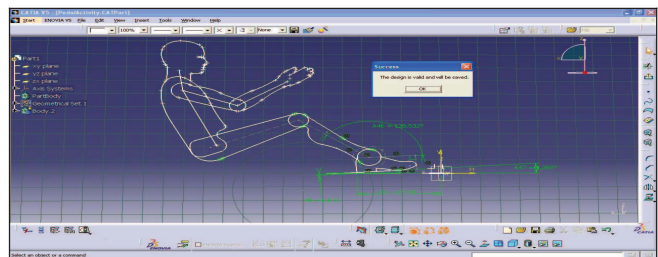 CATIA V5 - [Periodictivity.CATPart]
Start ENOVIA V5 File Edit View Insert Tools Window Help
100% None
Part1
xy plane
yz plane
zx plane
Axis Systems
PartBody
Geometrical Set.1
Body.2
Success
The design is valid and will be saved.
OK
Select an object or a command